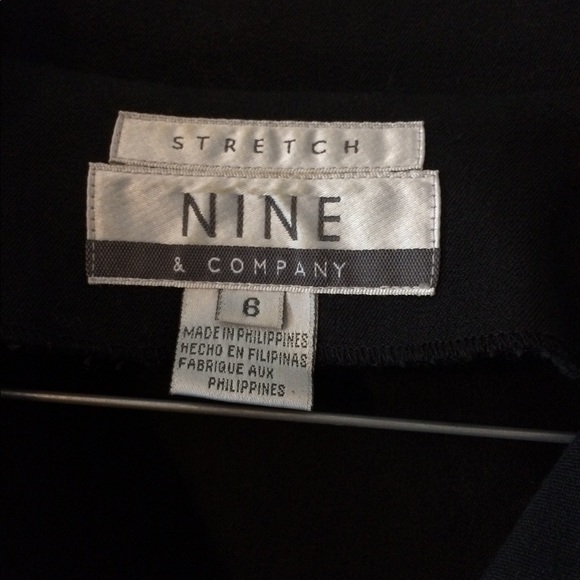 STRETCH
NINE
& COMPANY
6
MADE IN PHILIPPINES
HECHO EN FILIPINAS
FABRIQUE AUX
PHILIPPINES